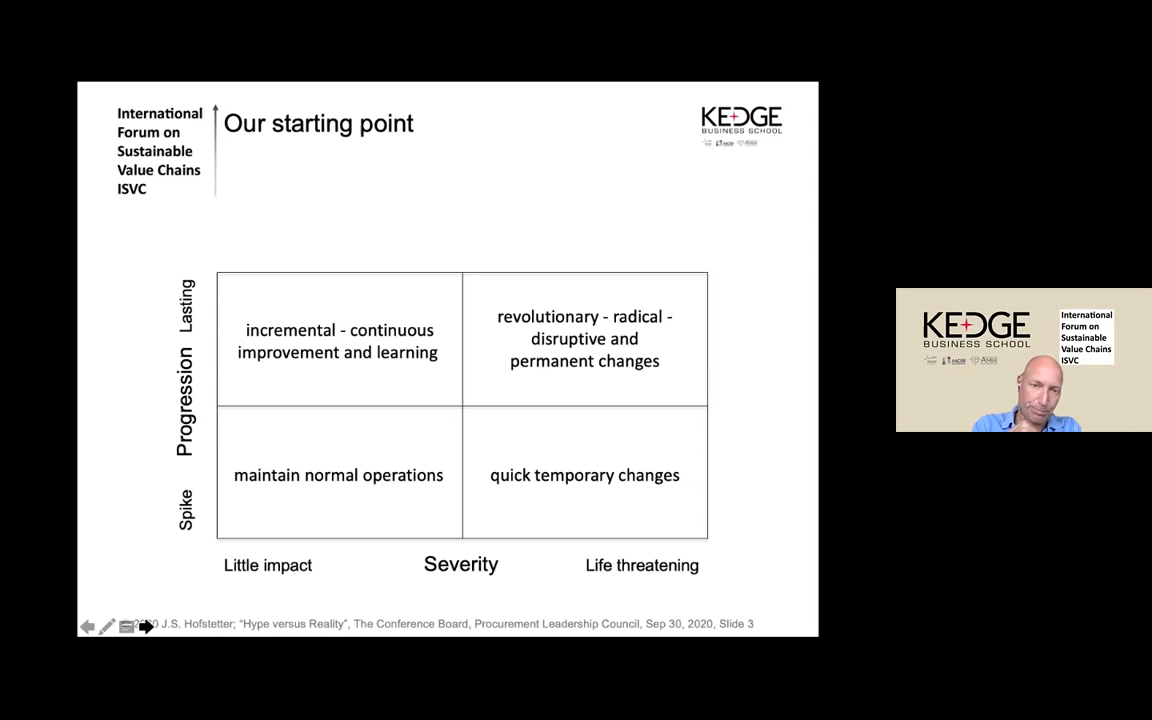 International
Forum on
Sustainable
Value Chains
ISVC
Our starting point
KEDGE
BUSINESS SCHOOL
Lasting
Progression
Spike
incremental - continuous
improvement and learning
revolutionary - radical -
disruptive and
permanent changes
maintain normal operations
quick temporary changes
Little impact
Severity
Life threatening
J.S. Hofstetter; “Hype versus Reality”, The Conference Board, Procurement Leadership Council, Sep 30, 2020, Slide 3
KEDGE
BUSINESS SCHOOL
AACSB
International
Forum on
Sustainable
Value Chains
ISVC